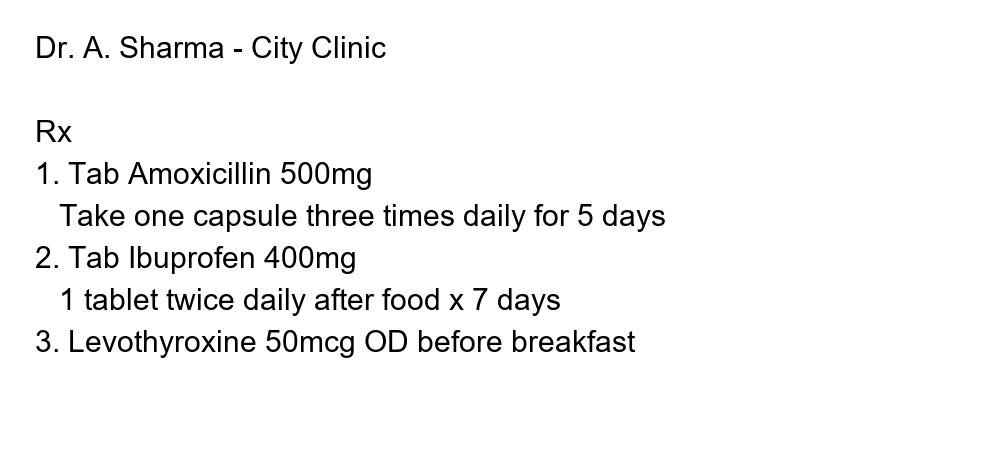 Dr. A. Sharma - City Clinic
Rx
1. Tab Amoxicillin 500mg
Take one capsule three times daily for 5 days
2. Tab Ibuprofen 400mg
1 tablet twice daily after food x 7 days
3. Levothyroxine 50mcg OD before breakfast